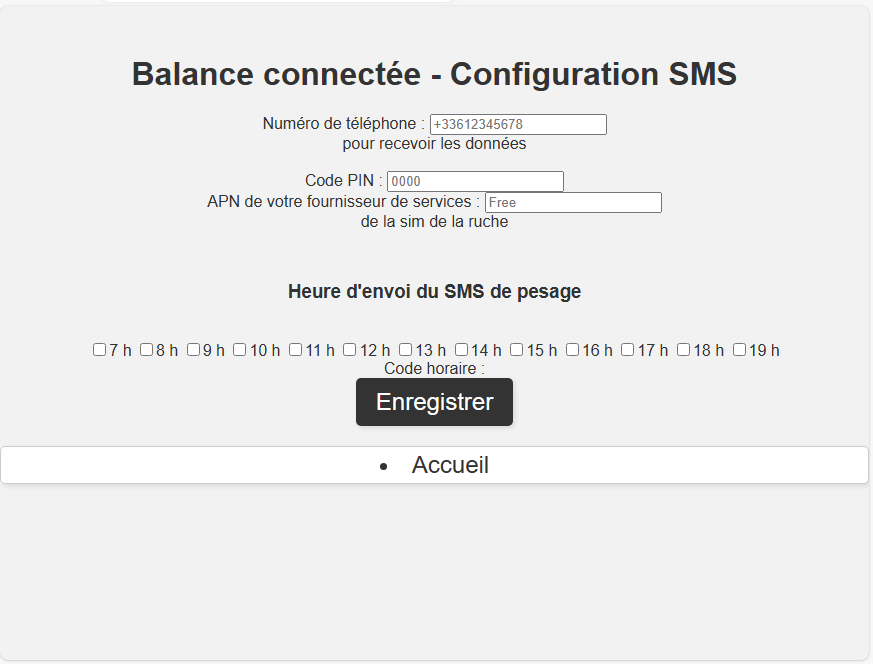 Balance connectée - Configuration SMS
Numéro de téléphone : +33612345678
pour recevoir les données
Code PIN : 0000
APN de votre fournisseur de services : Free
de la sim de la ruche
Heure d'envoi du SMS de pesage
7 h 8 h 9 h 10 h 11 h 12 h 13 h 14 h 15 h 16 h 17 h 18 h 19 h
Code horaire :
Enregistrer
• Accueil